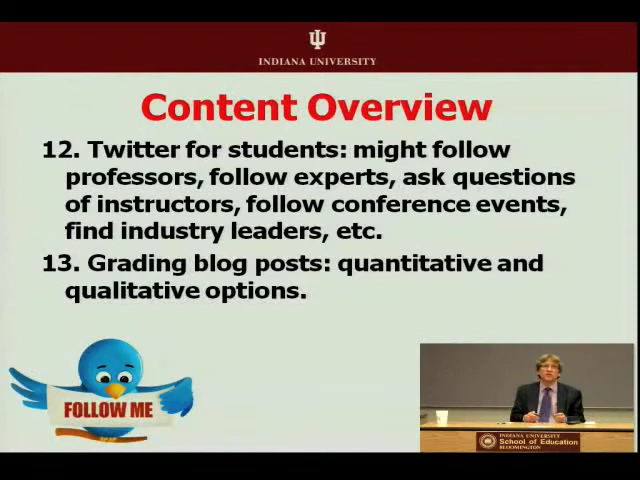 INDIANA UNIVERSITY
Content Overview
12. Twitter for students: might follow
professors, follow experts, ask questions
of instructors, follow conference events,
find industry leaders, etc.
13. Grading blog posts: quantitative and
qualitative options.
FOLLOW ME
INDIANA UNIVERSITY
School of Education
BLOOMINGTON